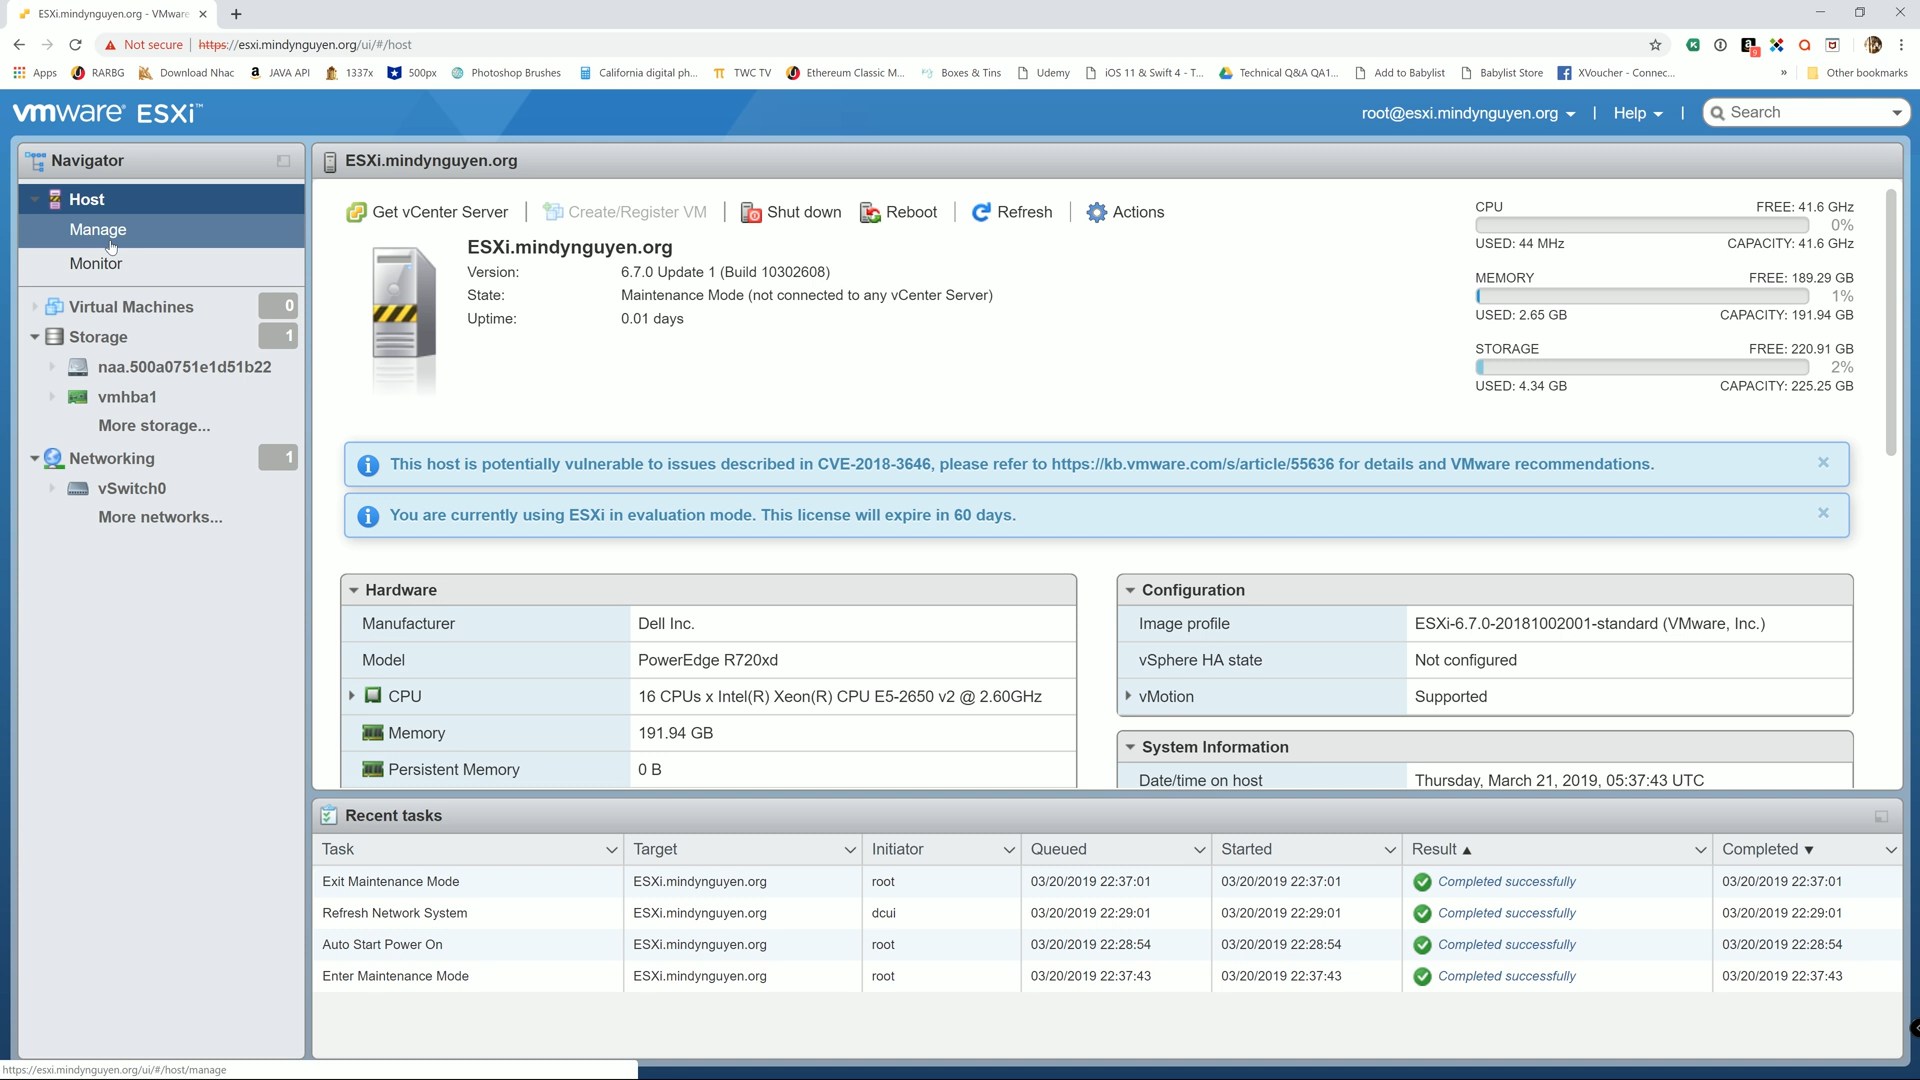 ESXi.mindynguyen.org - VMware
Not secure https://esxi.mindynguyen.org/ui/#/host
9
Apps RARBG Download Nhac JAVA API 1337x 500px Photoshop Brushes California digital ph... TWC TV Ethereum Classic M... Boxes & Tins Udemy iOS 11 & Swift 4 - T... Technical Q&A QA1... Add to Babylist Babylist Store XVoucher - Connec... » Other bookmarks
vmware® ESXi™ root@esxi.mindynguyen.org | Help | Search
Navigator
Host
Manage
Monitor
Virtual Machines 0
Storage 1
naa.500a0751e1d51b22
vmhba1
More storage...
Networking 1
vSwitch0
More networks...
ESXi.mindynguyen.org
Get vCenter Server | Create/Register VM | Shut down Reboot | Refresh | Actions
ESXi.mindynguyen.org
Version: 6.7.0 Update 1 (Build 10302608)
State: Maintenance Mode (not connected to any vCenter Server)
Uptime: 0.01 days
CPU FREE: 41.6 GHz
0%
USED: 44 MHz CAPACITY: 41.6 GHz
MEMORY FREE: 189.29 GB
1%
USED: 2.65 GB CAPACITY: 191.94 GB
STORAGE FREE: 220.91 GB
2%
USED: 4.34 GB CAPACITY: 225.25 GB
This host is potentially vulnerable to issues described in CVE-2018-3646, please refer to https://kb.vmware.com/s/article/55636 for details and VMware recommendations.
You are currently using ESXi in evaluation mode. This license will expire in 60 days.
Hardware
Manufacturer Dell Inc.
Model PowerEdge R720xd
CPU 16 CPUs x Intel(R) Xeon(R) CPU E5-2650 v2 @ 2.60GHz
Memory 191.94 GB
Persistent Memory 0 B
Configuration
Image profile ESXi-6.7.0-20181002001-standard (VMware, Inc.)
vSphere HA state Not configured
vMotion Supported
System Information
Date/time on host Thursday, March 21, 2019, 05:37:43 UTC
Recent tasks
Task Target Initiator Queued Started Result ▲ Completed ▼
Exit Maintenance Mode ESXi.mindynguyen.org root 03/20/2019 22:37:01 03/20/2019 22:37:01 Completed successfully 03/20/2019 22:37:01
Refresh Network System ESXi.mindynguyen.org dcui 03/20/2019 22:29:01 03/20/2019 22:29:01 Completed successfully 03/20/2019 22:29:01
Auto Start Power On ESXi.mindynguyen.org root 03/20/2019 22:28:54 03/20/2019 22:28:54 Completed successfully 03/20/2019 22:28:54
Enter Maintenance Mode ESXi.mindynguyen.org root 03/20/2019 22:37:43 03/20/2019 22:37:43 Completed successfully 03/20/2019 22:37:43
https://esxi.mindynguyen.org/ui/#/host/manage